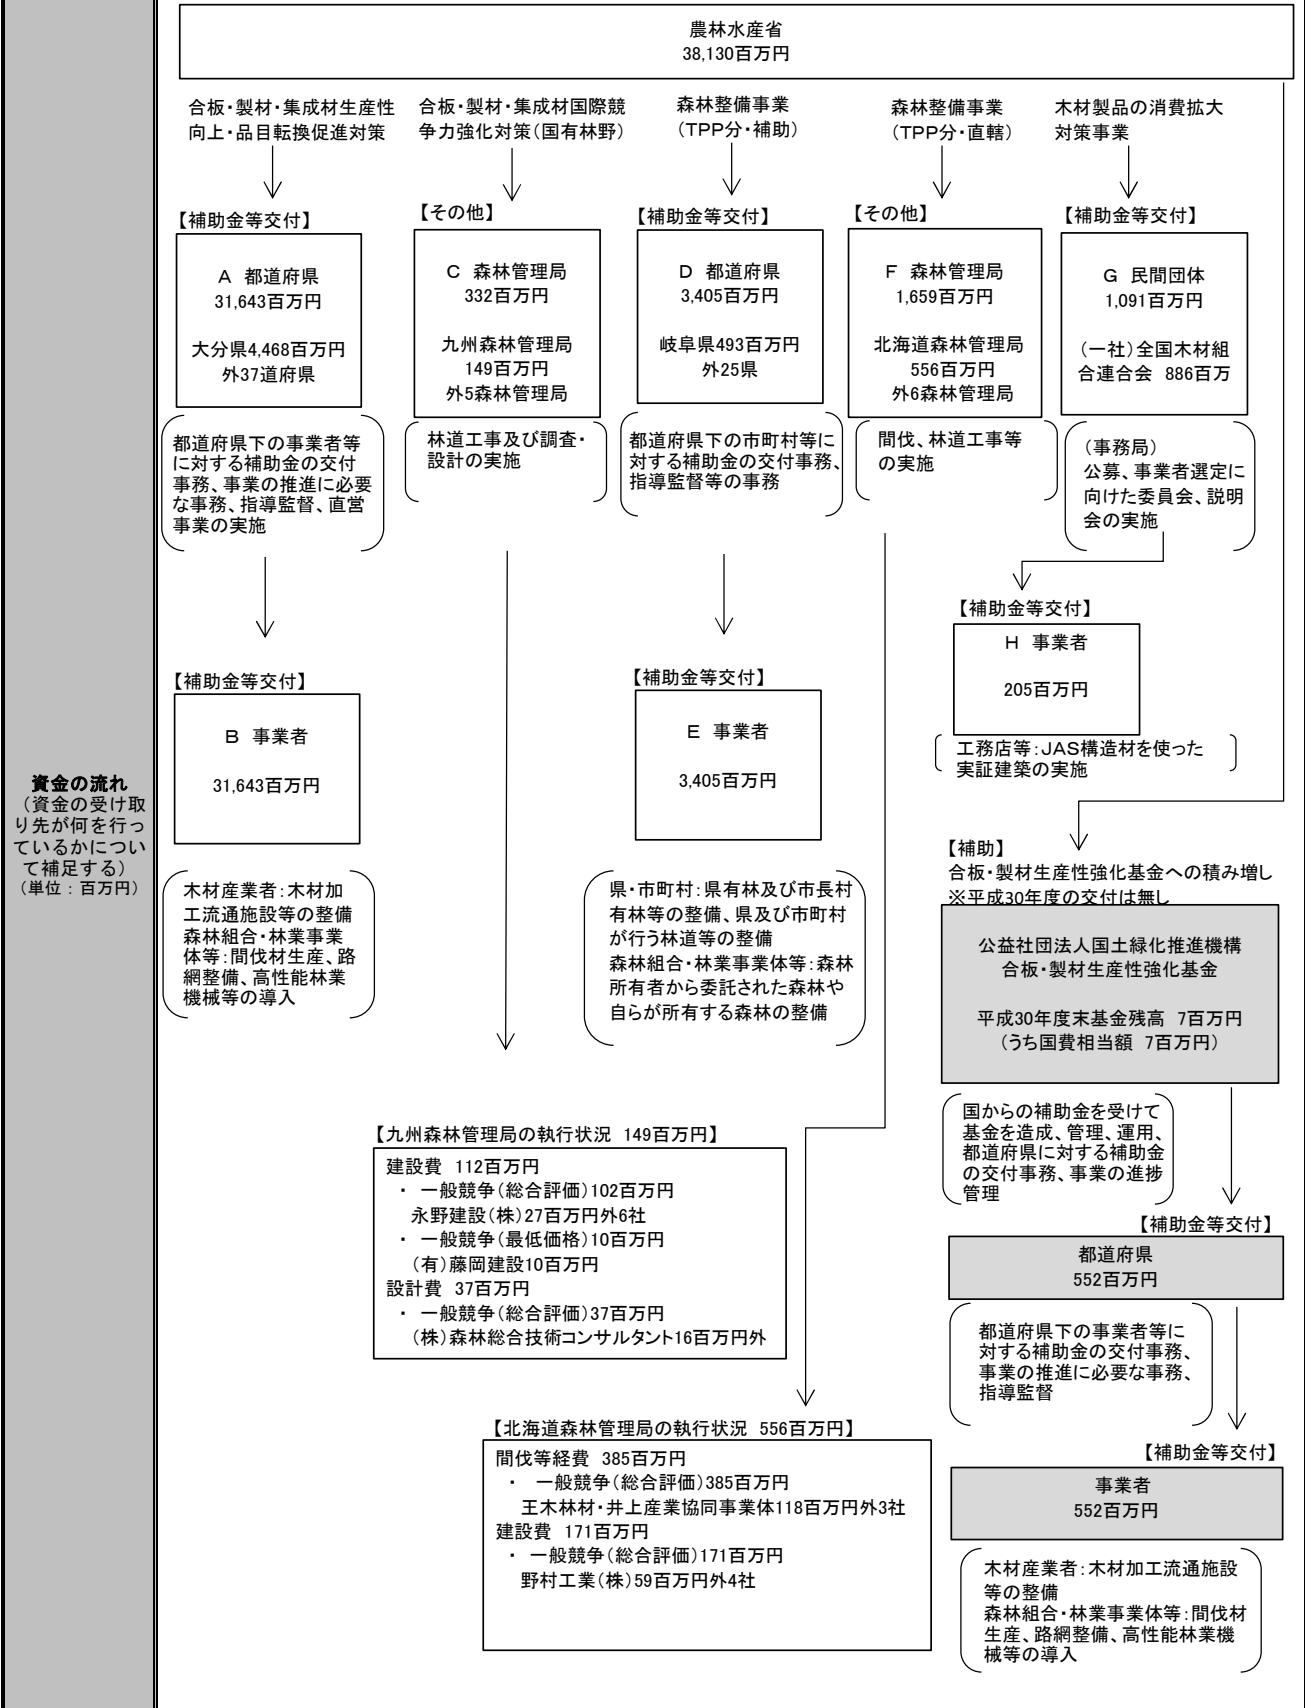 資金の流れ
（資金の受け取
り先が何を行っ
ているかについ
て補足する）
（単位：百万円）
農林水産省
38,130百万円
合板・製材・集成材生産性
向上・品目転換促進対策
合板・製材・集成材国際競
争力強化対策（国有林野）
森林整備事業
（TPP分・補助）
森林整備事業
（TPP分・直轄）
木材製品の消費拡大
対策事業
【補助金等交付】
A 都道府県
31,643百万円
大分県4,468百万円
外37道府県
都道府県下の事業者等
に対する補助金の交付
事務、事業の推進に必要
な事務、指導監督、直営
事業の実施
【補助金等交付】
B 事業者
31,643百万円
木材産業者：木材加
工流通施設等の整備
森林組合・林業事業
体等：間伐材生産、路
網整備、高性能林業
機械等の導入
【その他】
C 森林管理局
332百万円
九州森林管理局
149百万円
外5森林管理局
林道工事及び調査・
設計の実施
【補助金等交付】
D 都道府県
3,405百万円
岐阜県493百万円
外25県
都道府県下の市町村等に
対する補助金の交付事務、
指導監督等の事務
【補助金等交付】
E 事業者
3,405百万円
県・市町村：県有林及び市長村
有林等の整備、県及び市町村
が行う林道等の整備
森林組合・林業事業体等：森林
所有者から委託された森林や
自らが所有する森林の整備
【その他】
F 森林管理局
1,659百万円
北海道森林管理局
556百万円
外6森林管理局
間伐、林道工事等
の実施
【補助金等交付】
G 民間団体
1,091百万円
（一社）全国木材組
合連合会 886百万
（事務局）
公募、事業者選定に
向けた委員会、説明
会の実施
【補助金等交付】
H 事業者
205百万円
工務店等：JAS構造材を使った
実証建築の実施
【補助】
合板・製材生産性強化基金への積み増し
※平成30年度の交付は無し
公益社団法人国土緑化推進機構
合板・製材生産性強化基金
平成30年度末基金残高 7百万円
（うち国費相当額 7百万円）
国からの補助金を受けて
基金を造成、管理、運用、
都道府県に対する補助金
の交付事務、事業の進捗
管理
【補助金等交付】
都道府県
552百万円
都道府県下の事業者等に
対する補助金の交付事務、
事業の推進に必要な事務、
指導監督
【補助金等交付】
事業者
552百万円
木材産業者：木材加工流通施設
等の整備
森林組合・林業事業体等：間伐材
生産、路網整備、高性能林業機
械等の導入
【九州森林管理局の執行状況 149百万円】
建設費 112百万円
・ 一般競争（総合評価）102百万円
永野建設（株）27百万円外6社
・ 一般競争（最低価格）10百万円
（有）藤岡建設10百万円
設計費 37百万円
・ 一般競争（総合評価）37百万円
（株）森林総合技術コンサルタント16百万円外
【北海道森林管理局の執行状況 556百万円】
間伐等経費 385百万円
・ 一般競争（総合評価）385百万円
王木林材・井上産業協同事業体118百万円外3社
建設費 171百万円
・ 一般競争（総合評価）171百万円
野村工業（株）59百万円外4社